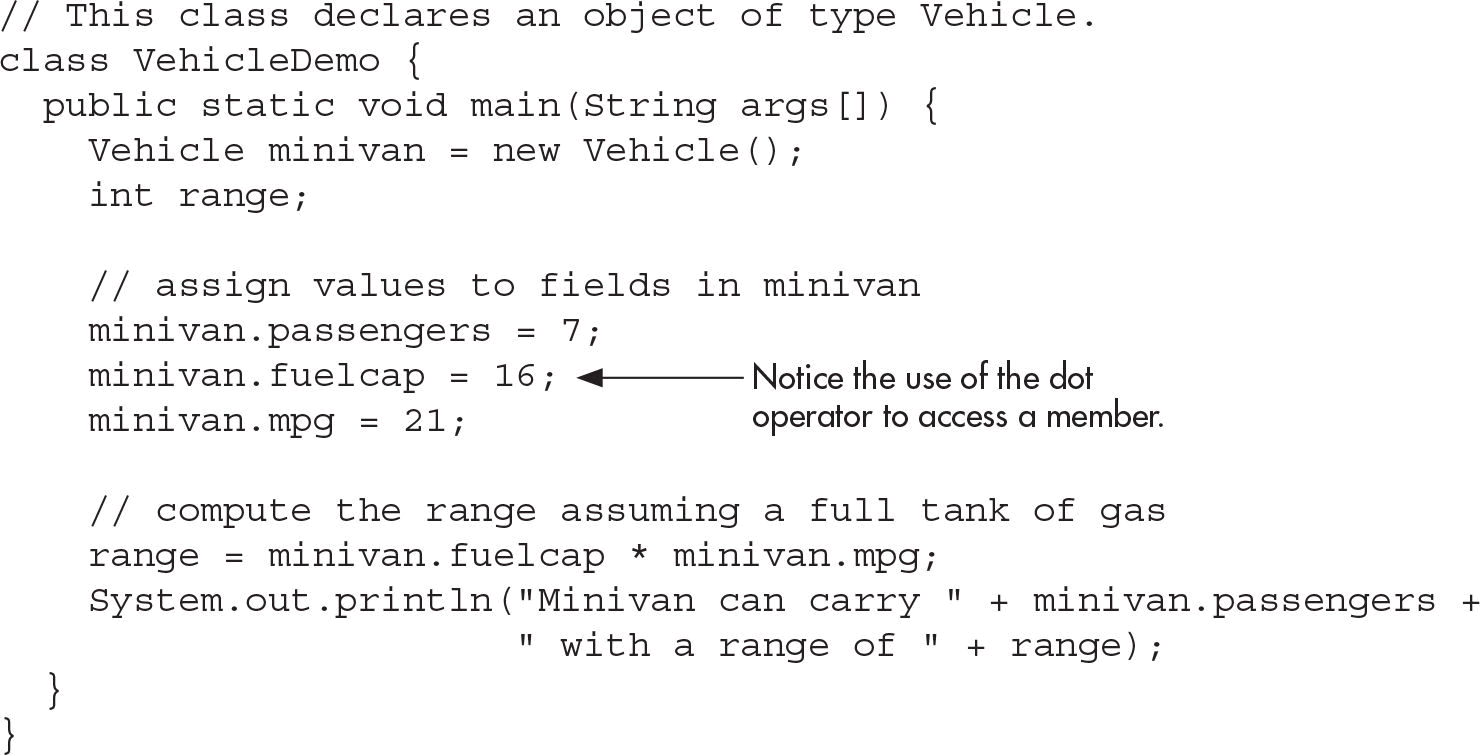 // This class declares an object of type Vehicle.
class VehicleDemo {
  public static void main(String args[]) {
    Vehicle minivan = new Vehicle();
    int range;

    // assign values to fields in minivan
    minivan.passengers = 7;
    minivan.fuelcap = 16; Notice the use of the dot
operator to access a member.
    minivan.mpg = 21;

    // compute the range assuming a full tank of gas
    range = minivan.fuelcap * minivan.mpg;
    System.out.println("Minivan can carry " + minivan.passengers +
                       " with a range of " + range);
  }
}